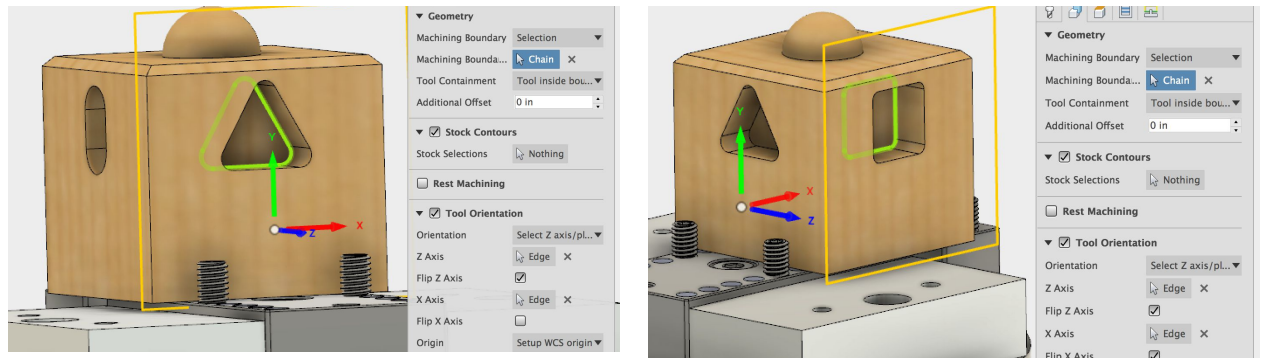 Geometry
Machining Boundary Selection
Machining Bounda... Chain
Tool Containment Tool inside bou...
Additional Offset 0 in
Stock Contours
Stock Selections Nothing
Rest Machining
Tool Orientation
Orientation Select Z axis/pl...
Z Axis Edge
Flip Z Axis
X Axis Edge
Flip X Axis
Origin Setup WCS origin
Y
X
Z
Geometry
Machining Boundary Selection
Machining Bounda... Chain
Tool Containment Tool inside bou...
Additional Offset 0 in
Stock Contours
Stock Selections Nothing
Rest Machining
Tool Orientation
Orientation Select Z axis/pl...
Z Axis Edge
Flip Z Axis
X Axis Edge
Flip X Axis
Y
X
Z